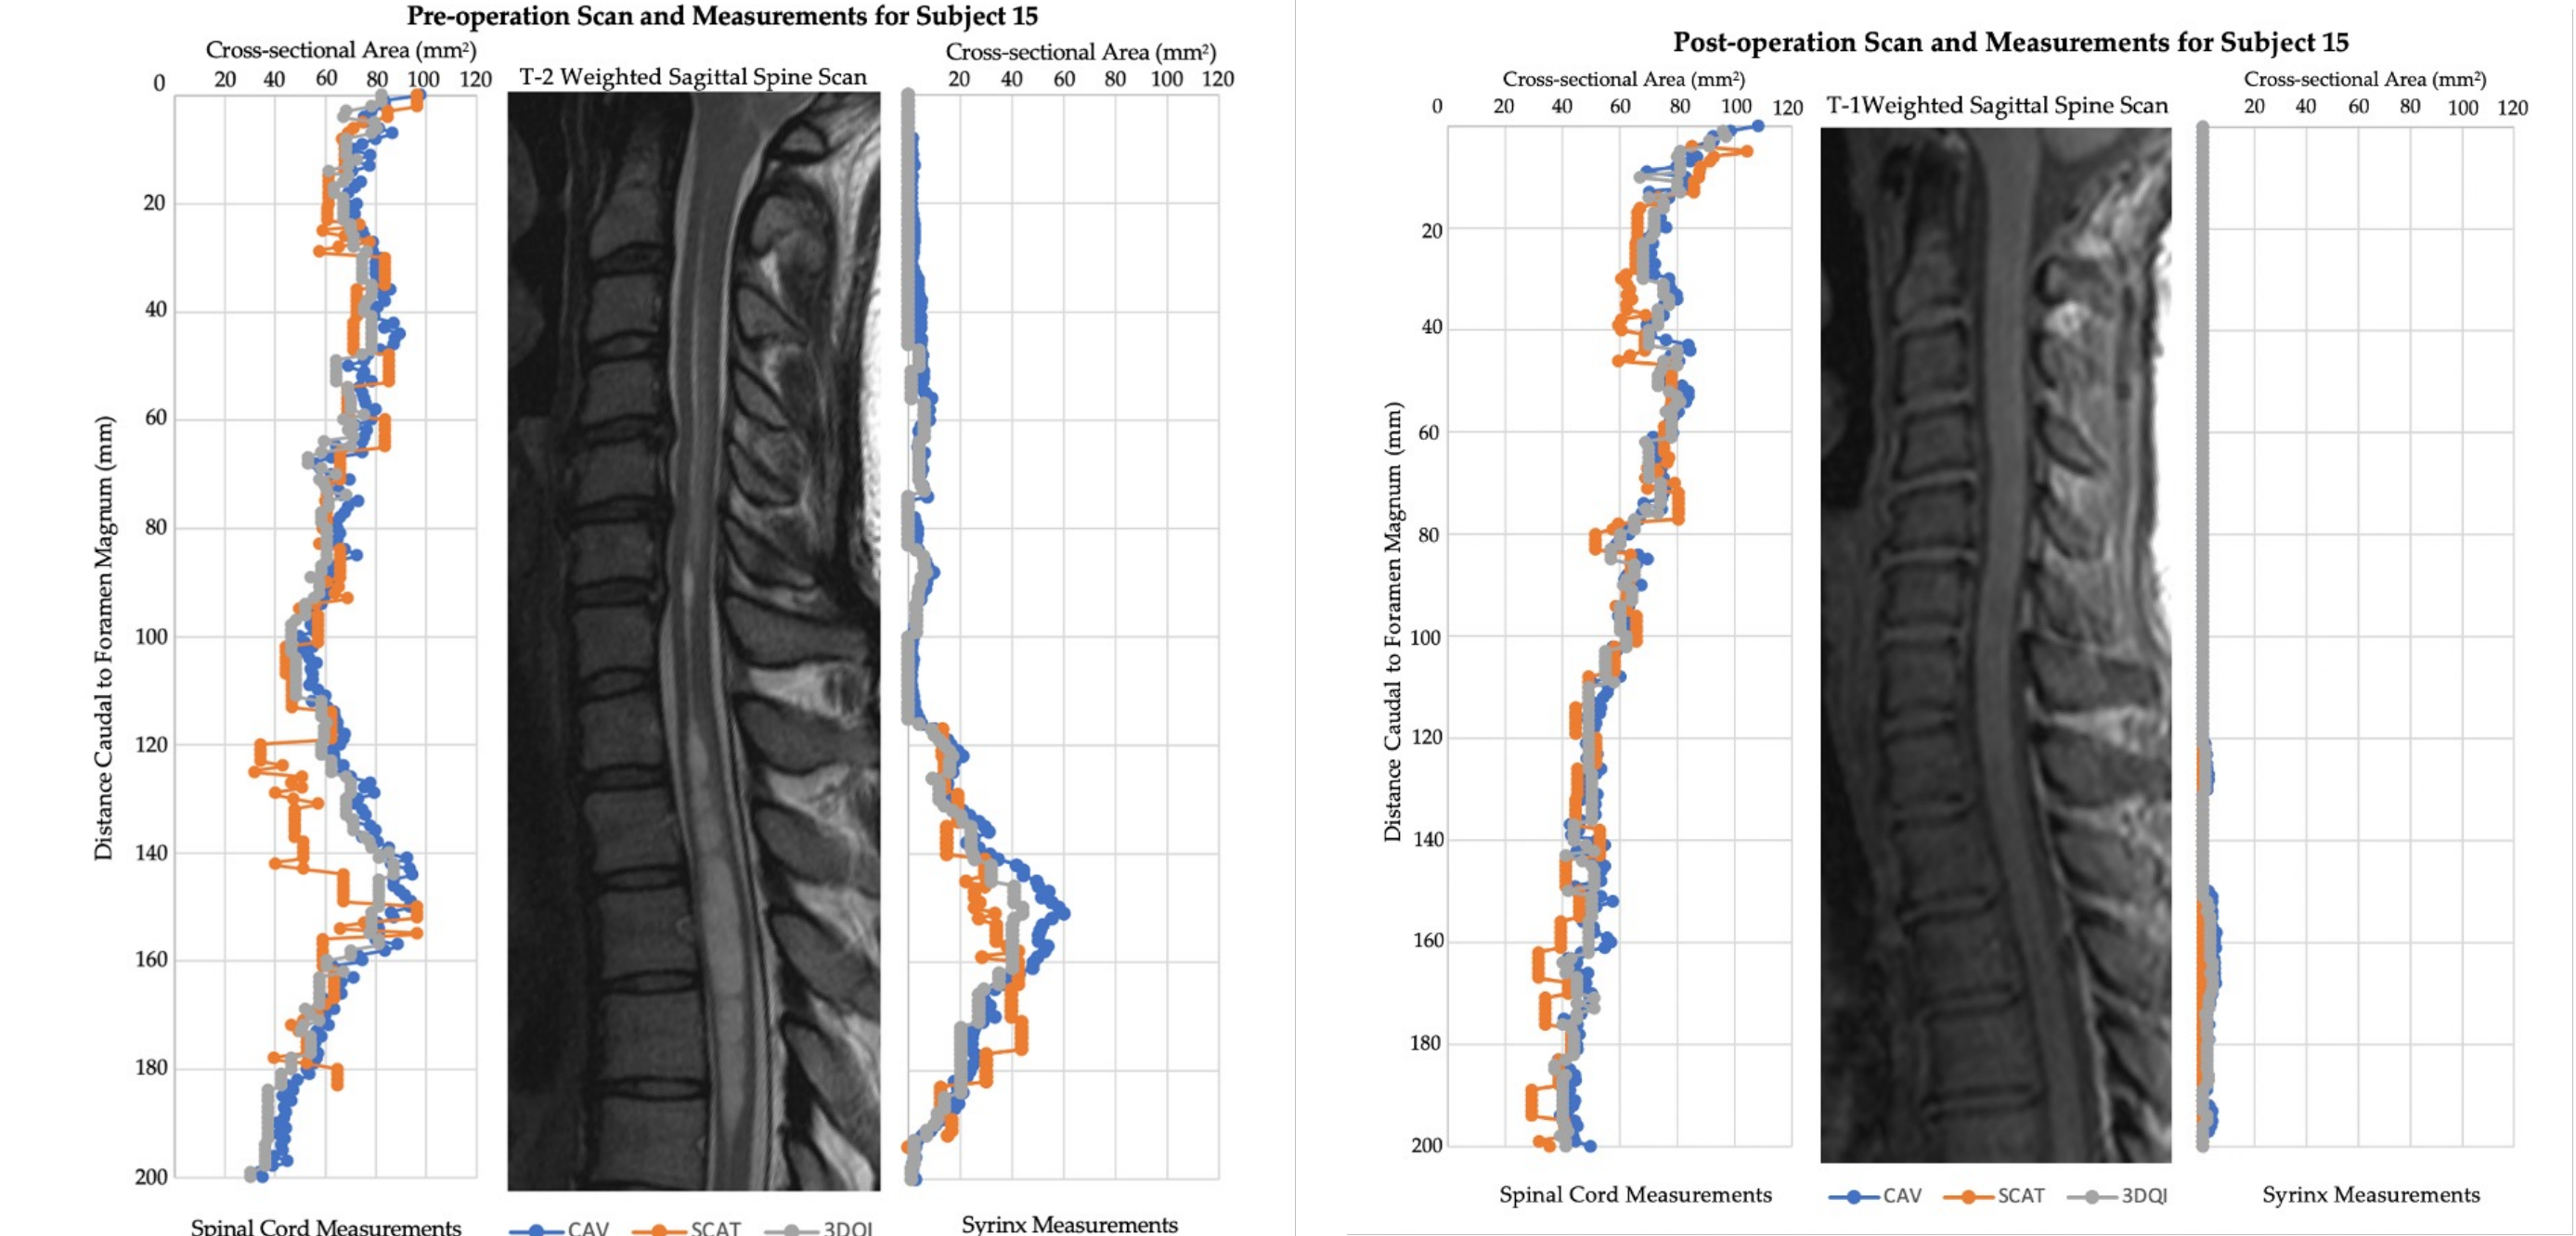 Pre-operation Scan and Measurements for Subject 15
Cross-sectional Area (mm²)
0 20 40 60 80 100 120
T-2 Weighted Sagittal Spine Scan
Cross-sectional Area (mm²)
20 40 60 80 100 120
Distance Caudal to Foramen Magnum (mm)
20
40
60
80
100
120
140
160
180
200
Spinal Cord Measurements
CAV SCAT 3DQI
Syrinx Measurements
Post-operation Scan and Measurements for Subject 15
Cross-sectional Area (mm²)
0 20 40 60 80 100 120
T-1Weighted Sagittal Spine Scan
Cross-sectional Area (mm²)
20 40 60 80 100 120
Distance Caudal to Foramen Magnum (mm)
20
40
60
80
100
120
140
160
180
200
Spinal Cord Measurements
CAV SCAT 3DQI
Syrinx Measurements